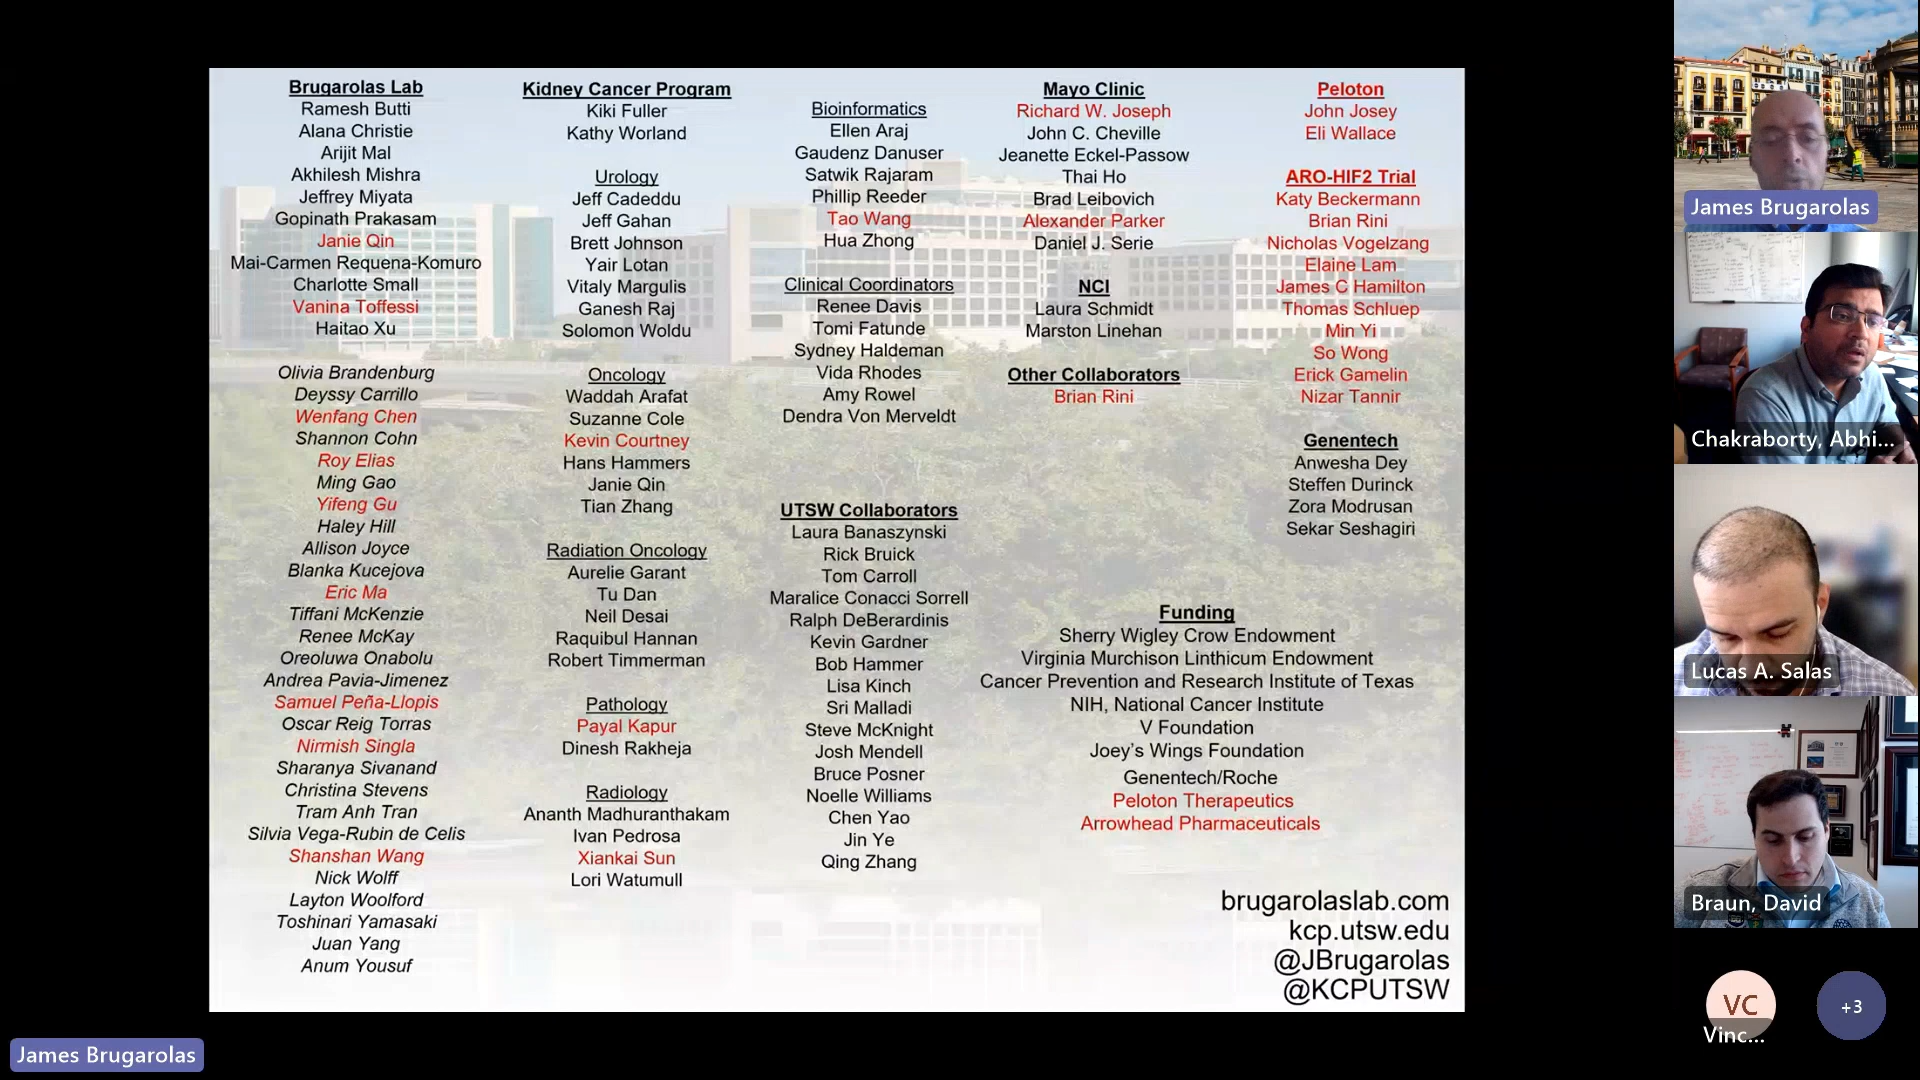 Brugarolas Lab
Ramesh Butti
Alana Christie
Arijit Mal
Akhilesh Mishra
Jeffrey Miyata
Gopinath Prakasam
Janie Qin
Mai-Carmen Requena-Komuro
Charlotte Small
Vanina Toffessi
Haitao Xu
Olivia Brandenburg
Deyssy Carrillo
Wenfang Chen
Shannon Cohn
Roy Elias
Ming Gao
Yifeng Gu
Haley Hill
Allison Joyce
Blanka Kucejova
Eric Ma
Tiffani McKenzie
Renee McKay
Oreoluwa Onabolu
Andrea Pavia-Jimenez
Samuel Peña-Llopis
Oscar Reig Torras
Nirmish Singla
Sharanya Sivanand
Christina Stevens
Tram Anh Tran
Silvia Vega-Rubin de Celis
Shanshan Wang
Nick Wolff
Layton Woolford
Toshinari Yamasaki
Juan Yang
Anum Yousuf
Kidney Cancer Program
Kiki Fuller
Kathy Worland
Urology
Jeff Cadeddu
Jeff Gahan
Brett Johnson
Yair Lotan
Vitaly Margulis
Ganesh Raj
Solomon Woldu
Oncology
Waddah Arafat
Suzanne Cole
Kevin Courtney
Hans Hammers
Janie Qin
Tian Zhang
Radiation Oncology
Aurelie Garant
Tu Dan
Neil Desai
Raquibul Hannan
Robert Timmerman
Pathology
Payal Kapur
Dinesh Rakheja
Radiology
Ananth Madhuranthakam
Ivan Pedrosa
Xiankai Sun
Lori Watumull
Bioinformatics
Ellen Araj
Gaudenz Danuser
Satwik Rajaram
Phillip Reeder
Tao Wang
Hua Zhong
Clinical Coordinators
Renee Davis
Tomi Fatunde
Sydney Haldeman
Vida Rhodes
Amy Rowel
Dendra Von Merveldt
UTSW Collaborators
Laura Banaszynski
Rick Bruick
Tom Carroll
Maralice Conacci Sorrell
Ralph DeBerardinis
Kevin Gardner
Bob Hammer
Lisa Kinch
Sri Malladi
Steve McKnight
Josh Mendell
Bruce Posner
Noelle Williams
Chen Yao
Jin Ye
Qing Zhang
Mayo Clinic
Richard W. Joseph
John C. Cheville
Jeanette Eckel-Passow
Thai Ho
Brad Leibovich
Alexander Parker
Daniel J. Serie
NCI
Laura Schmidt
Marston Linehan
Other Collaborators
Brian Rini
Peloton
John Josey
Eli Wallace
ARO-HIF2 Trial
Katy Beckermann
Brian Rini
Nicholas Vogelzang
Elaine Lam
James C Hamilton
Thomas Schluep
Min Yi
So Wong
Erick Gamelin
Nizar Tannir
Genentech
Anwesha Dey
Steffen Durinck
Zora Modrusan
Sekar Seshagiri
Funding
Sherry Wigley Crow Endowment
Virginia Murchison Linthicum Endowment
Cancer Prevention and Research Institute of Texas
NIH, National Cancer Institute
V Foundation
Joey's Wings Foundation
Genentech/Roche
Peloton Therapeutics
Arrowhead Pharmaceuticals
brugarolaslab.com
kcp.utsw.edu
@JBrugarolas
@KCPUTSW
James Brugarolas
Chakraborty, Abhi...
Lucas A. Salas
Braun, David
VC
Vinc...
+3
James Brugarolas